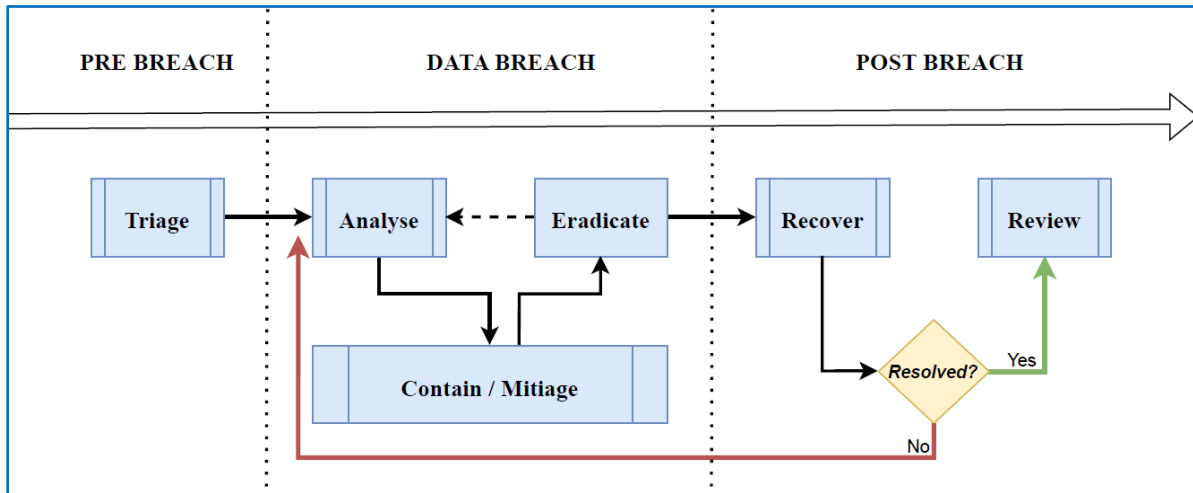 PRE BREACH
DATA BREACH
POST BREACH
Triage
Analyse
Eradicate
Recover
Review
Contain / Mitiage
Resolved?
Yes
No